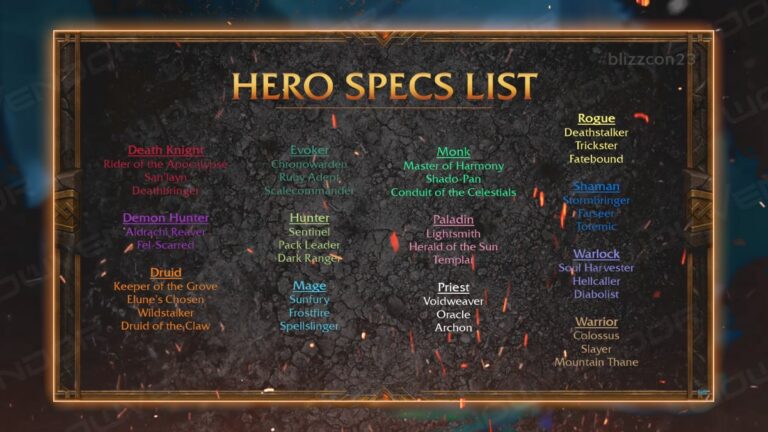 #blizzcon23
HERO SPECS LIST
Death Knight
Rider of the Apocalypse
San'layn
Deathbringer
Demon Hunter
Aldrachi Reaver
Fel-Scarred
Druid
Keeper of the Grove
Elune's Chosen
Wildstalker
Druid of the Claw
Evoker
Chronowarden
Ruby Adept
Scalecommander
Hunter
Sentinel
Pack Leader
Dark Ranger
Mage
Sunfury
Frostfire
Spellslinger
Monk
Master of Harmony
Shado-Pan
Conduit of the Celestials
Paladin
Lightsmith
Herald of the Sun
Templar
Priest
Voidweaver
Oracle
Archon
Rogue
Deathstalker
Trickster
Fatebound
Shaman
Stormbringer
Farseer
Totemic
Warlock
Soul Harvester
Hellcaller
Diabolist
Warrior
Colossus
Slayer
Mountain Thane